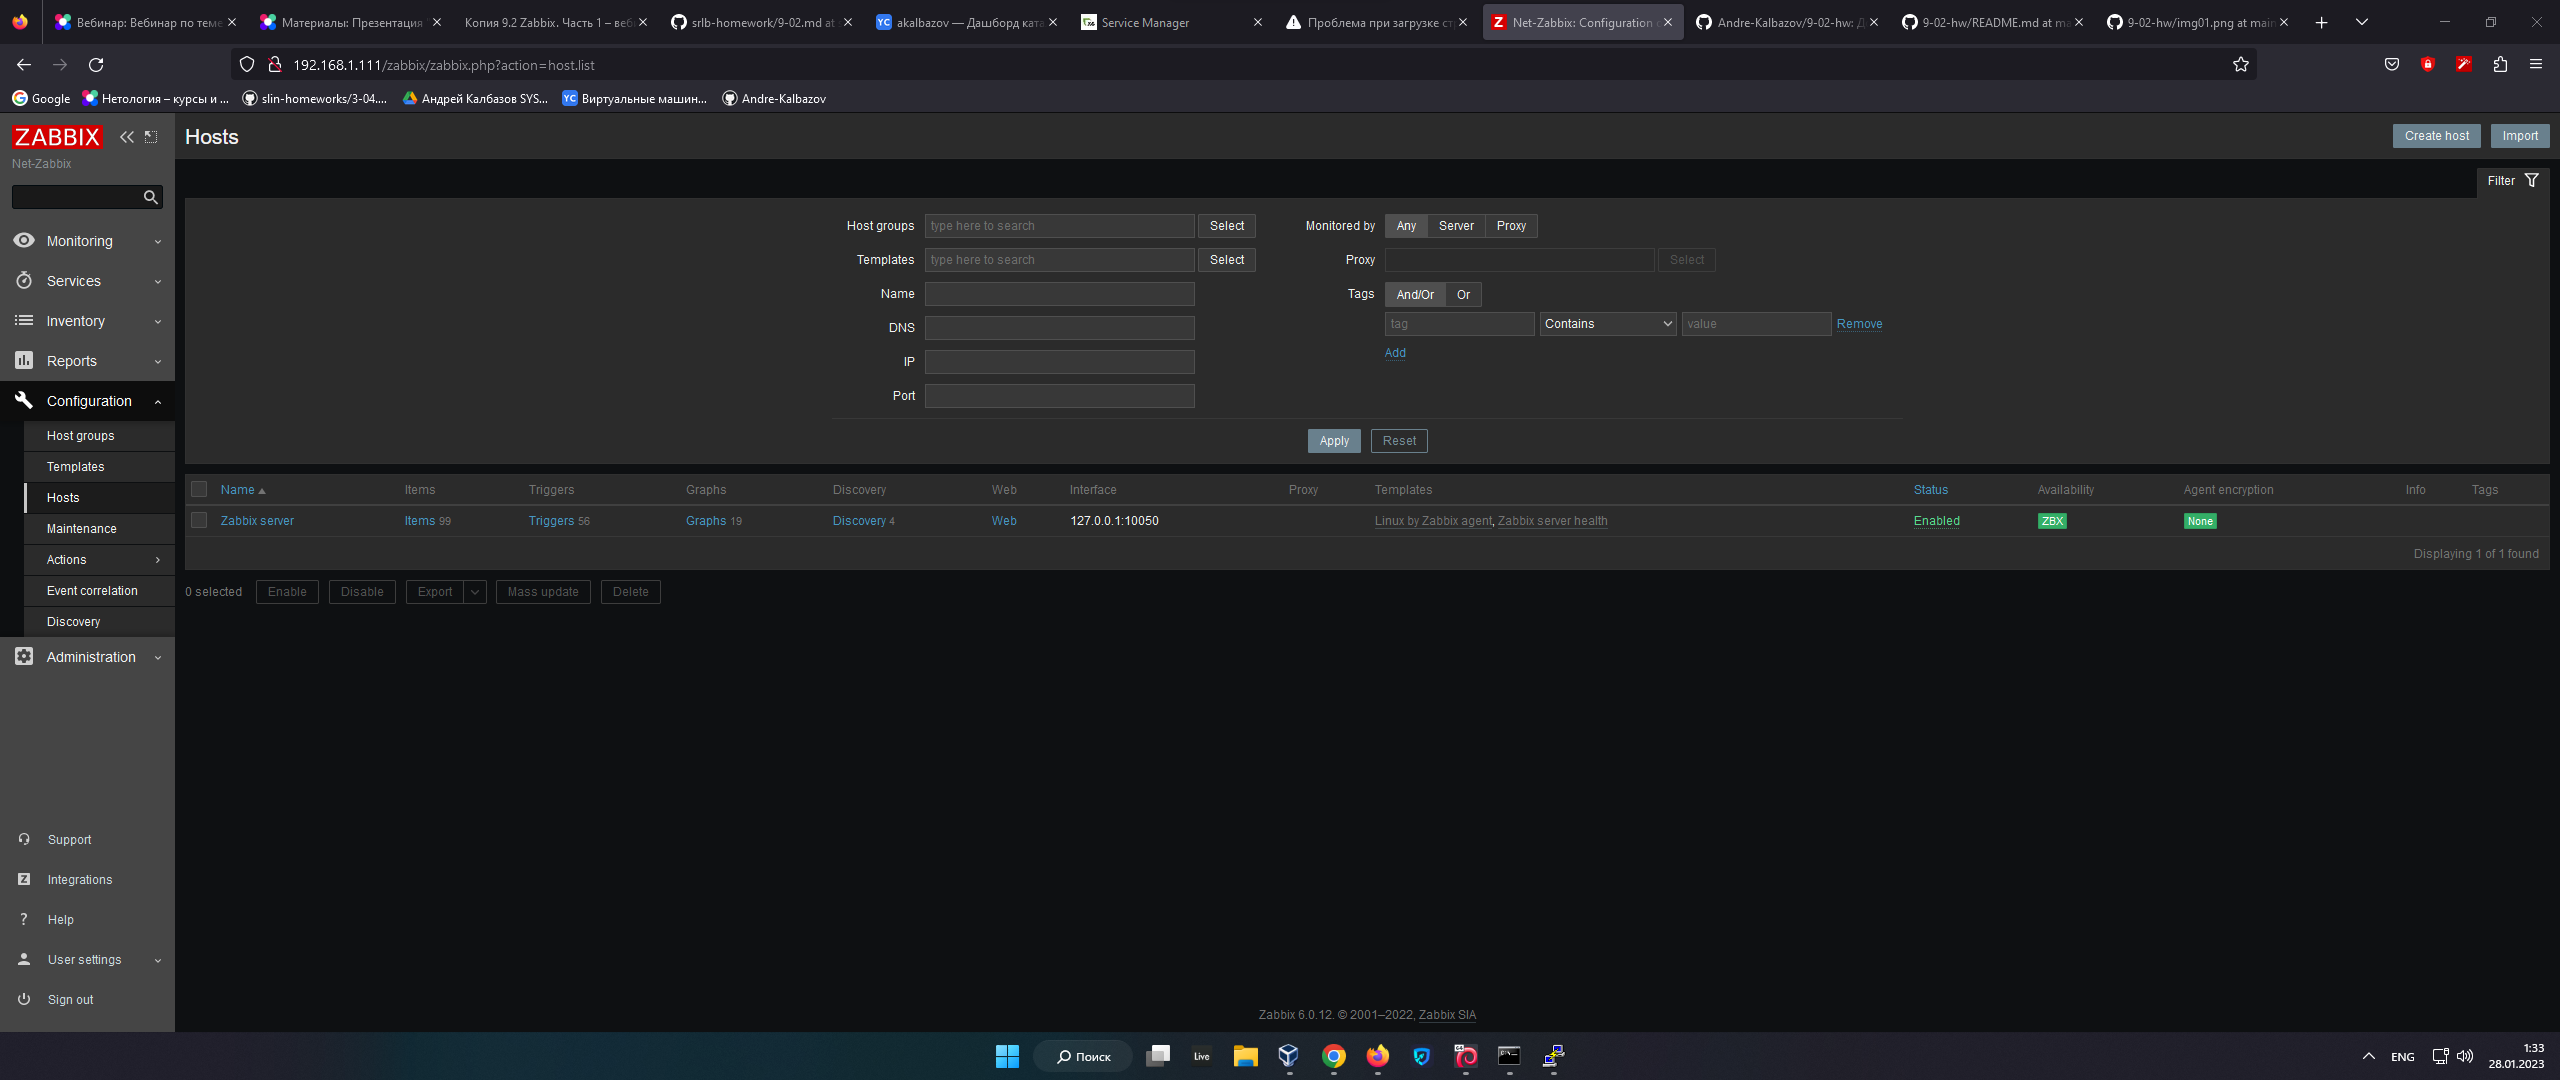 Вебинар: Вебинар по теме
Материалы: Презентация
Копия 9.2 Zabbix. Часть 1 – веб
srlb-homework/9-02.md at
akalbazov — Дашборд ката
Service Manager
Проблема при загрузке ст
Net-Zabbix: Configuration o
Andre-Kalbazov/9-02-hw: Д
9-02-hw/README.md at ma
9-02-hw/img01.png at main
192.168.1.111/zabbix/zabbix.php?action=host.list
Google
Нетология – курсы и ...
slin-homeworks/3-04....
Андрей Калбазов SYS...
YC Виртуальные машин...
Andre-Kalbazov
ZABBIX
Net-Zabbix
Hosts
Create host
Import
Filter
Monitoring
Services
Inventory
Reports
Configuration
Host groups
Templates
Hosts
Maintenance
Actions
Event correlation
Discovery
Administration
Support
Integrations
Help
User settings
Sign out
Host groups type here to search Select
Templates type here to search Select
Name
DNS
IP
Port
Monitored by Any Server Proxy
Proxy Select
Tags And/Or Or
tag Contains value Remove
Add
Apply Reset
Name Items Triggers Graphs Discovery Web Interface Proxy Templates Status Availability Agent encryption Info Tags
Zabbix server Items 99 Triggers 56 Graphs 19 Discovery 4 Web 127.0.0.1:10050 Linux by Zabbix agent, Zabbix server health Enabled ZBX None
Displaying 1 of 1 found
0 selected Enable Disable Export Mass update Delete
Zabbix 6.0.12. © 2001–2022, Zabbix SIA
Поиск
Live
ENG
1:33
28.01.2023